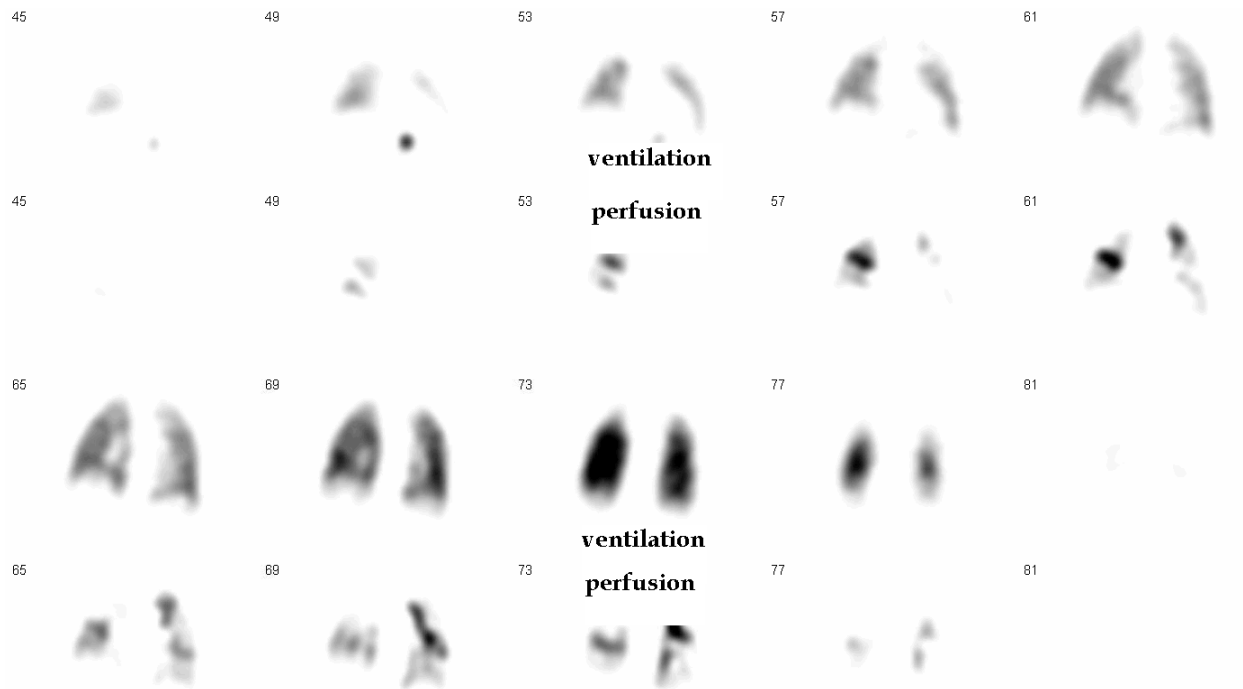 45 49 53 57 61
ventilation
perfusion
45 49 53 57 61
65 69 73 77 81
ventilation
perfusion
65 69 73 77 81